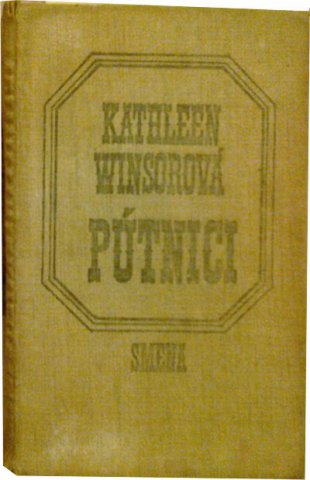 KATHLEEN
WINSOROVÁ
PÚTNICI
SMENA